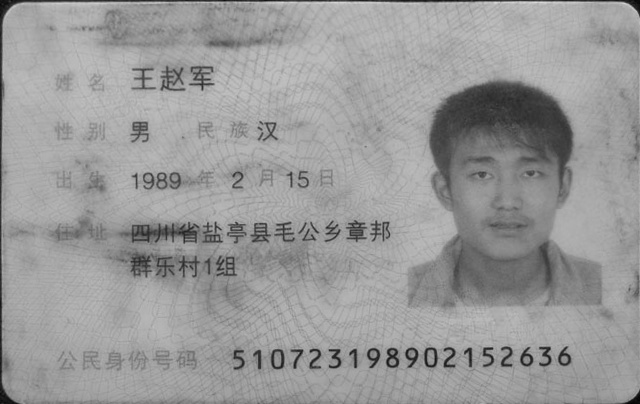 姓名 王赵军
性别 男 民族 汉
出生 1989 年 2 月 15 日
住址 四川省盐亭县毛公乡章邦
群乐村1组
公民身份号码 510723198902152636